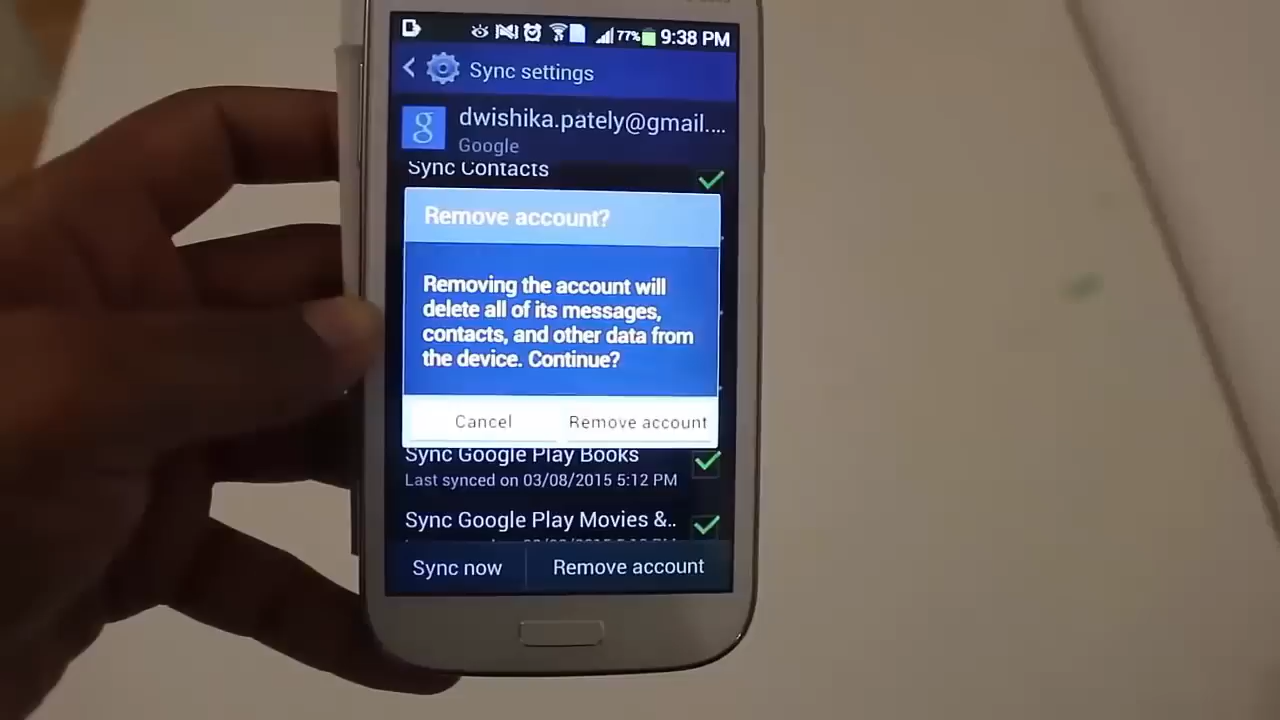 77% 9:38 PM
Sync settings
g
dwishika.pately@gmail....
Google
Sync Contacts
Remove account?
Removing the account will
delete all of its messages,
contacts, and other data from
the device. Continue?
Cancel Remove account
Sync Google Play Books
Last synced on 03/08/2015 5:12 PM
Sync Google Play Movies &..
Sync now Remove account